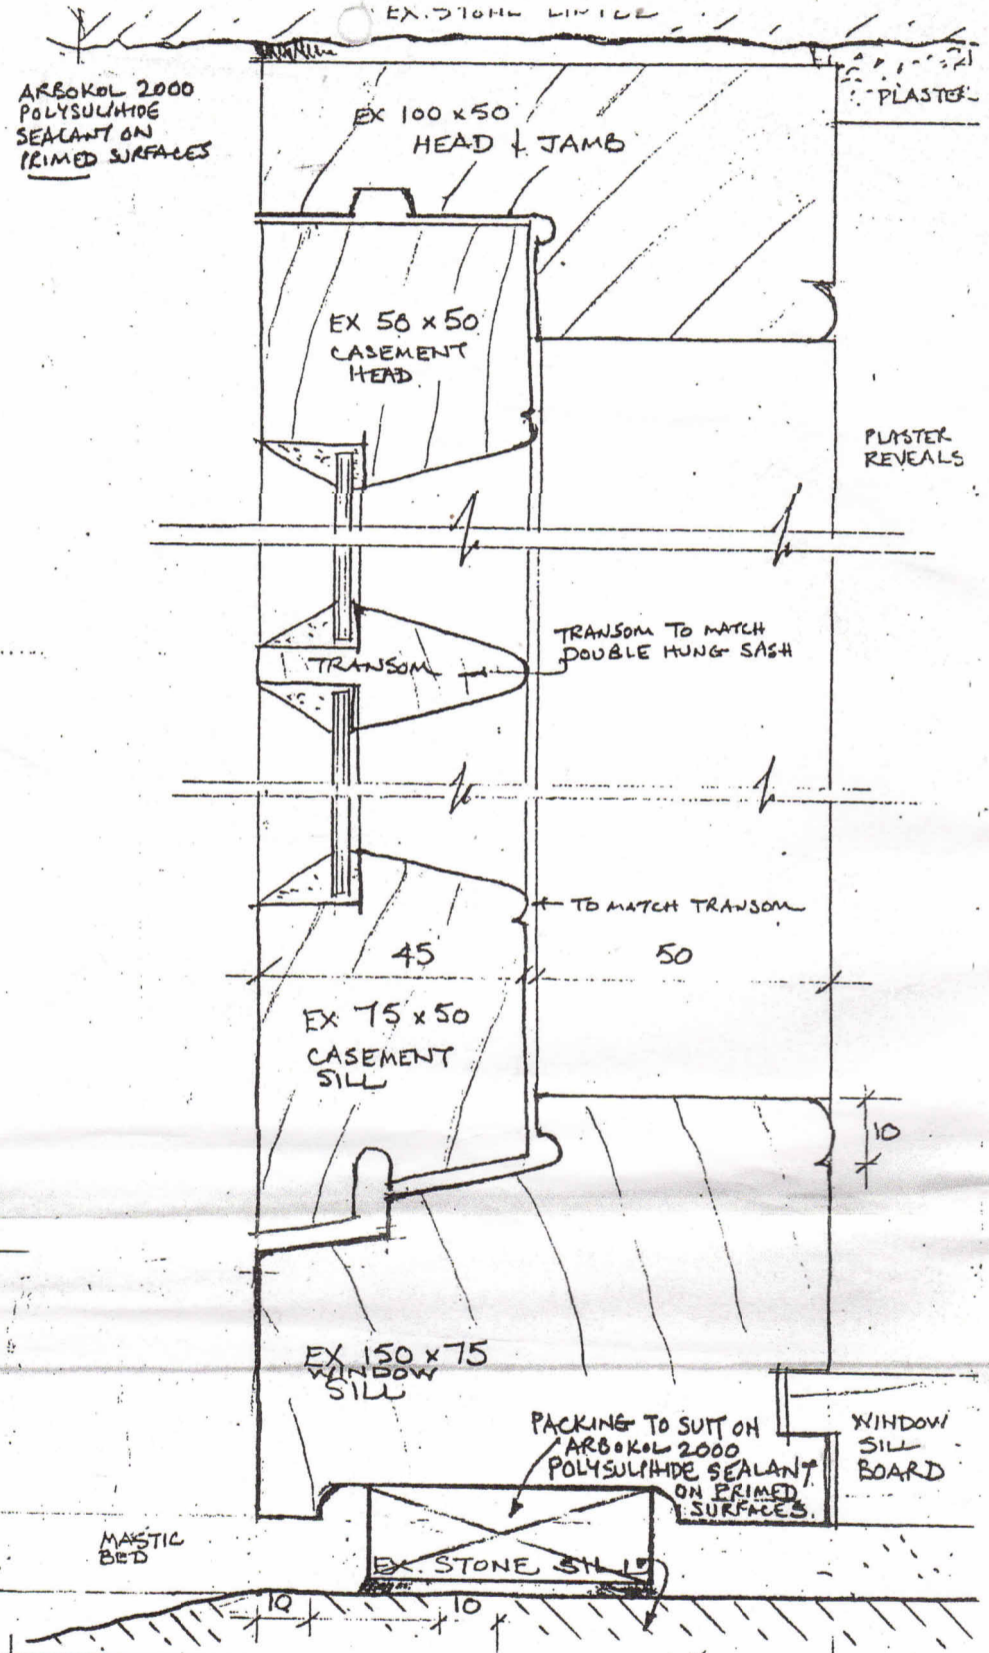 EX. STONE LINTEL
ARBOKOL 2000
POLYSULPHIDE
SEALANT ON
PRIMED SURFACES
PLASTER
EX 100 x 50
HEAD & JAMB
EX 50 x 50
CASEMENT
HEAD
PLASTER
REVEALS
TRANSOM TO MATCH
DOUBLE HUNG SASH
TRANSOM
TO MATCH TRANSOM
45
50
EX 75 x 50
CASEMENT
SILL
10
EX 150 x 75
WINDOW
SILL
PACKING TO SUIT ON
ARBOKOL 2000
POLYSULPHIDE SEALANT
ON PRIMED
SURFACES.
WINDOW
SILL
BOARD
MASTIC
BED
EX. STONE SILL
10
10